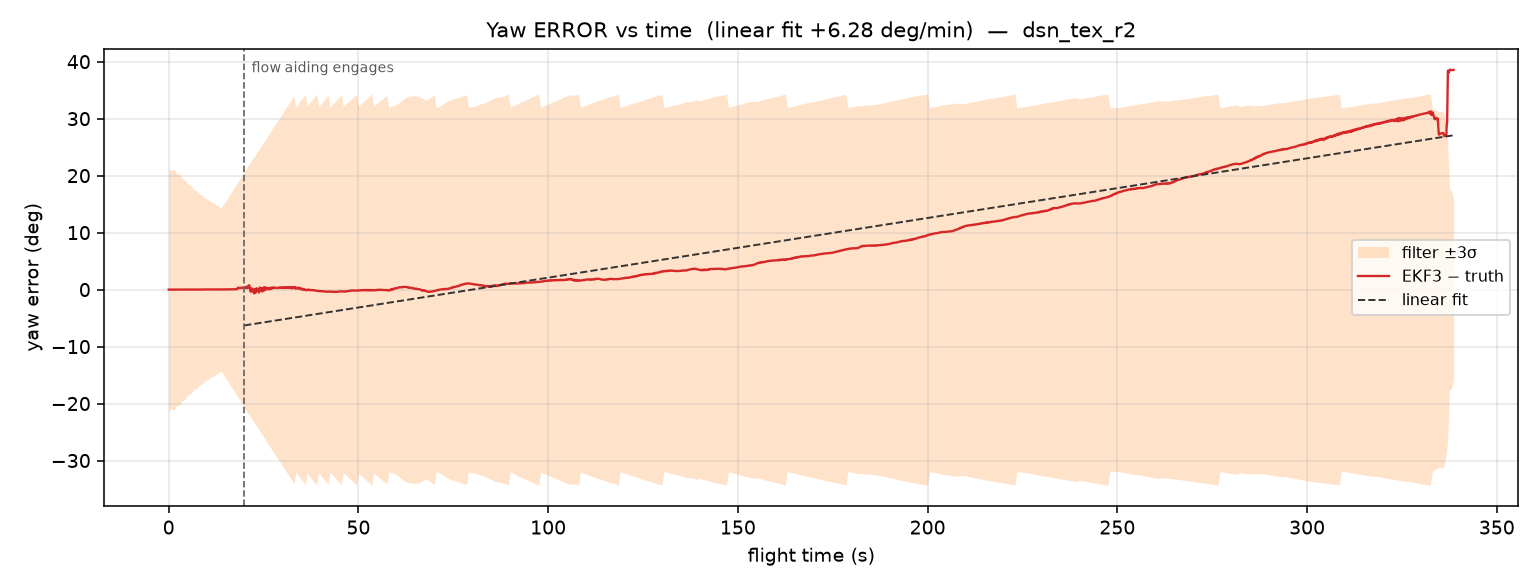 Yaw ERROR vs time  (linear fit +6.28 deg/min)  —  dsn_tex_r2
flow aiding engages
40
30
20
10
0
−10
−20
−30
yaw error (deg)
filter ±3σ
EKF3 − truth
linear fit
0
50
100
150
200
250
300
350
flight time (s)